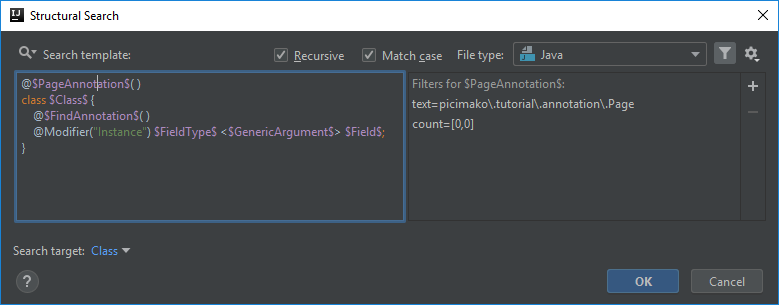 Structural Search
Search template:
Recursive
Match case
File type:
Java
@$PageAnnotation$( )
class $Class$ {
@$FindAnnotation$( )
@Modifier("Instance") $FieldType$ <$GenericArgument$> $Field$;
}
Filters for $PageAnnotation$:
text=picimako\.tutorial\.annotation\.Page
count=[0,0]
Search target: Class
?
OK
Cancel